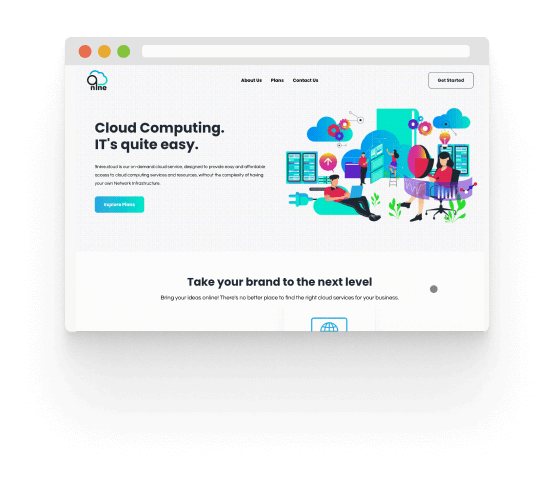 nine
About Us Plans Contact Us
Get Started
Cloud Computing.
IT's quite easy.
9ninecloud is our on-demand cloud service, designed to provide easy and affordable
access to cloud computing services and resources, without the complexity of having
your own Network Infrastructure.
Explore Plans
Take your brand to the next level
Bring your ideas online! There's no better place to find the right cloud services for your business.